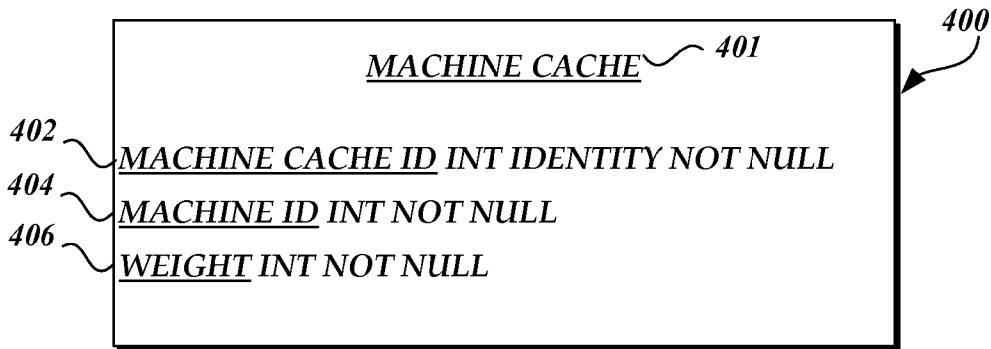 400
MACHINE CACHE 401
402
MACHINE CACHE ID INT IDENTITY NOT NULL
404
MACHINE ID INT NOT NULL
406
WEIGHT INT NOT NULL